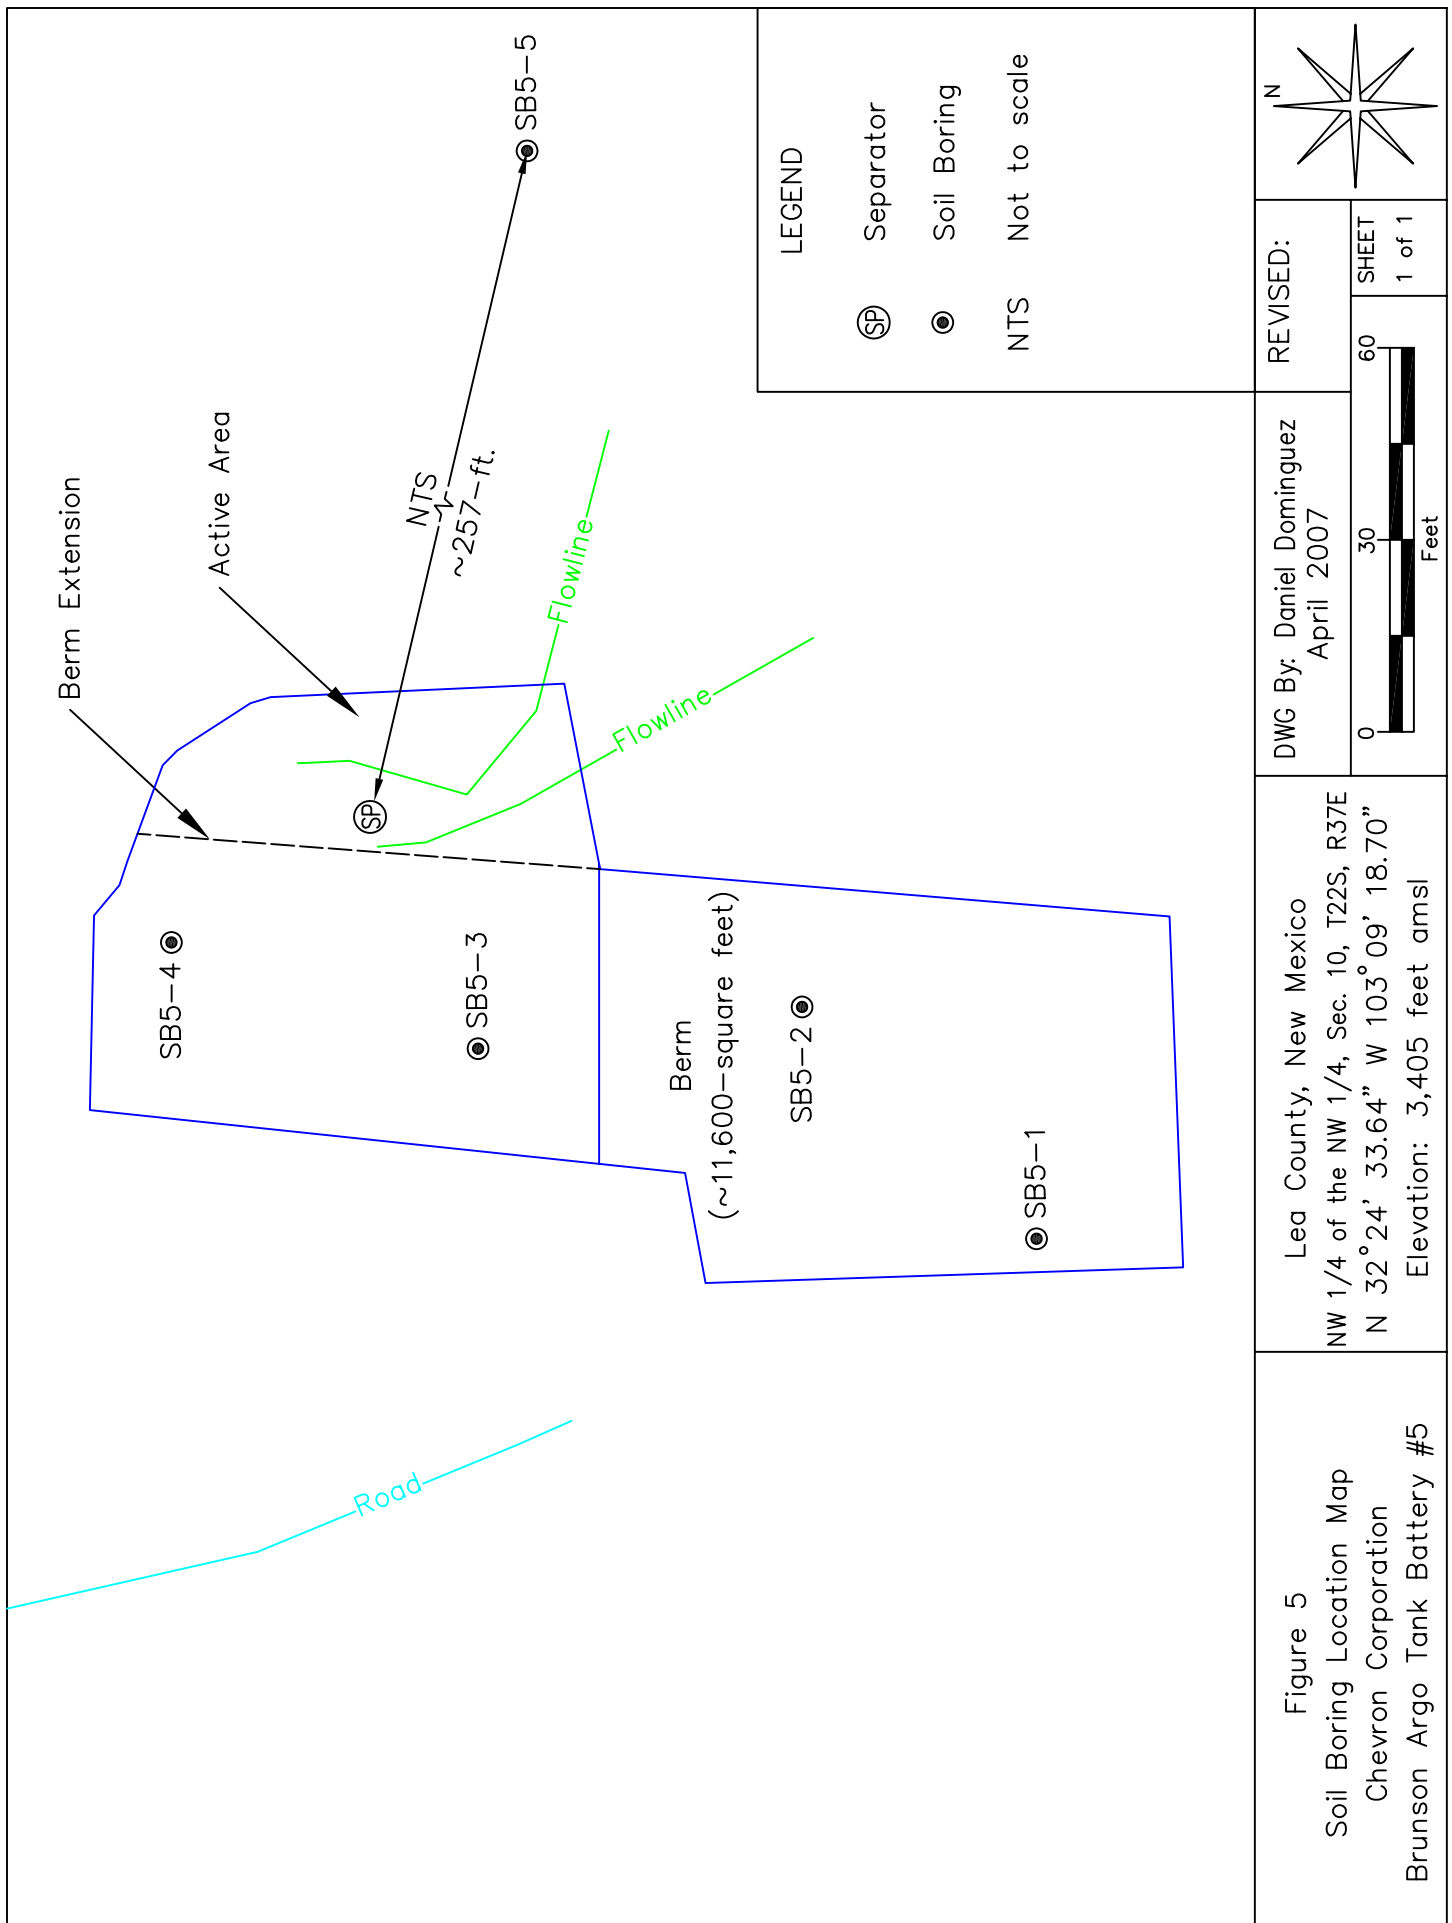 Berm Extension
Active Area
SB5-5
NTS
~257-ft.
Flowline
Flowline
SP
SB5-4
SB5-3
Berm
(~11,600-square feet)
SB5-2
SB5-1
Road
LEGEND
SP Separator
Soil Boring
NTS Not to scale
Figure 5
Soil Boring Location Map
Chevron Corporation
Brunson Argo Tank Battery #5
Lea County, New Mexico
NW 1/4 of the NW 1/4, Sec. 10, T22S, R37E
N 32°24' 33.64" W 103°09' 18.70"
Elevation: 3,405 feet amsl
DWG By: Daniel Dominguez
April 2007
REVISED:
0 30 60
Feet
SHEET
1 of 1
N